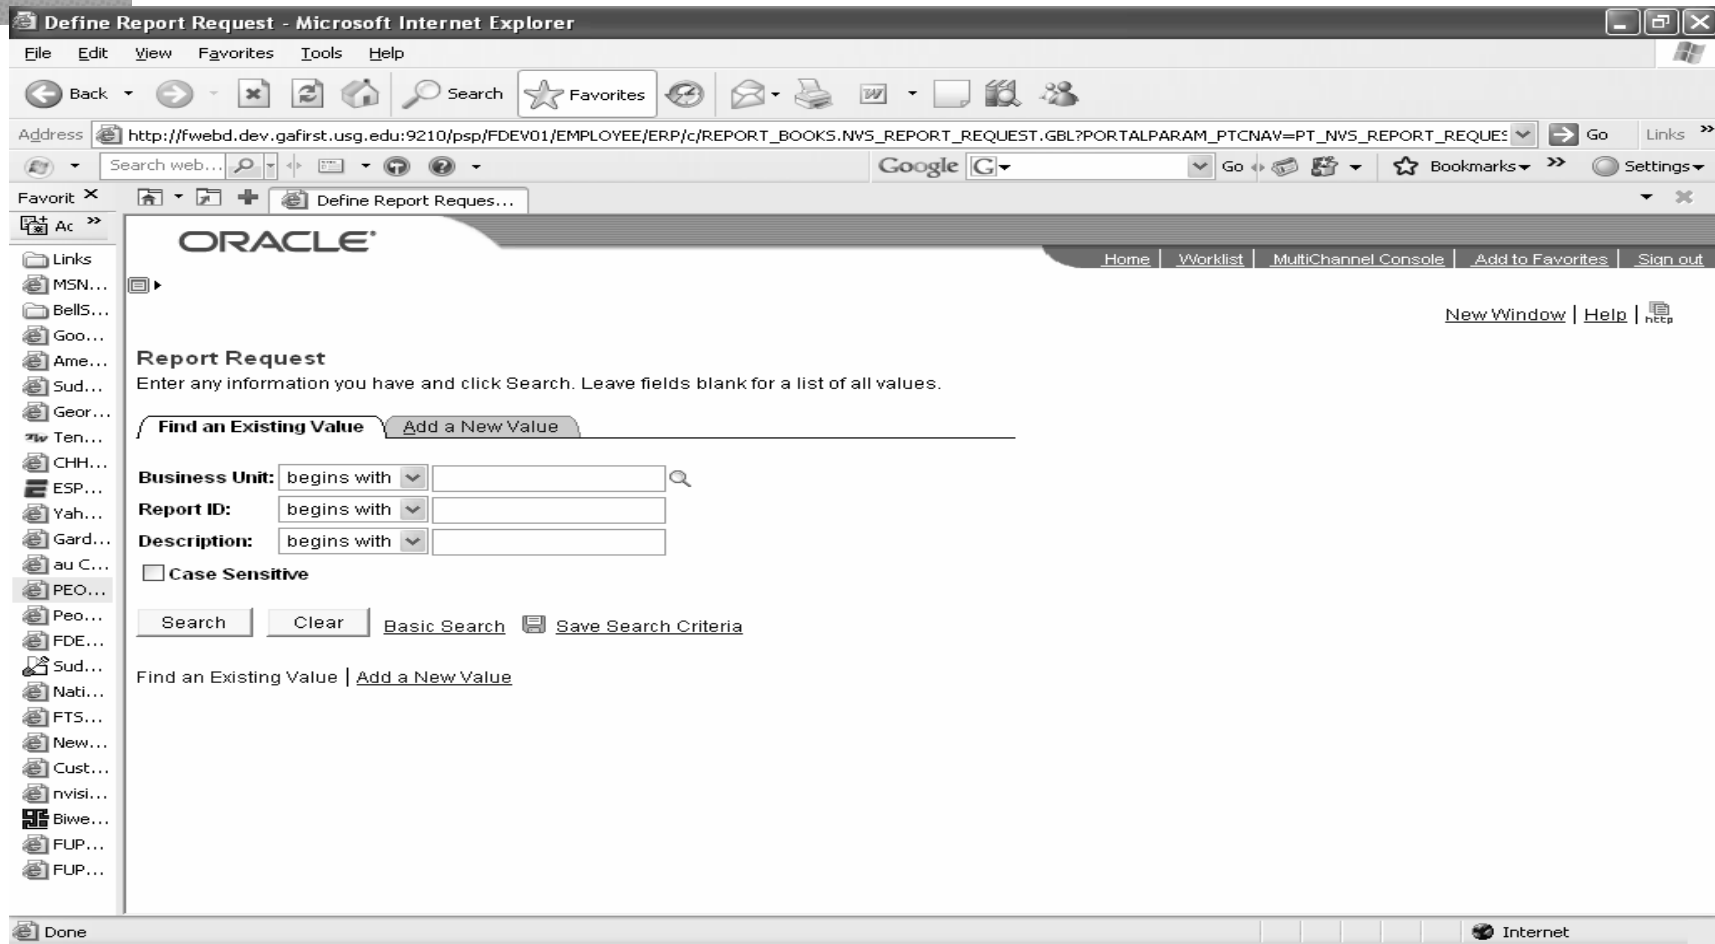 Define Report Request - Microsoft Internet Explorer
File Edit View Favorites Tools Help
Back Search Favorites
Address http://fwebd.dev.gafirst.usg.edu:9210/psp/FDEV01/EMPLOYEE/ERP/c/REPORT_BOOKS.NVS_REPORT_REQUEST.GBL?PORTALPARAM_PTCNAV=PT_NVS_REPORT_REQUES Go Links »
Search web... Google G Go Bookmarks » Settings
Favorit × Define Report Reques...
Ac »
ORACLE
Home | Worklist | MultiChannel Console | Add to Favorites | Sign out
Links
MSN...
BellS...
Goo...
Ame...
Sud...
Geor...
Ten...
CHH...
ESP...
Yah...
Gard...
au C...
PEO...
Peo...
FDE...
Sud...
Nati...
FTS...
New...
Cust...
nvisi...
Biwe...
FUP...
FUP...
New Window | Help | http
Report Request
Enter any information you have and click Search. Leave fields blank for a list of all values.
Find an Existing Value Add a New Value
Business Unit: begins with
Report ID: begins with
Description: begins with
Case Sensitive
Search Clear Basic Search Save Search Criteria
Find an Existing Value | Add a New Value
Done Internet